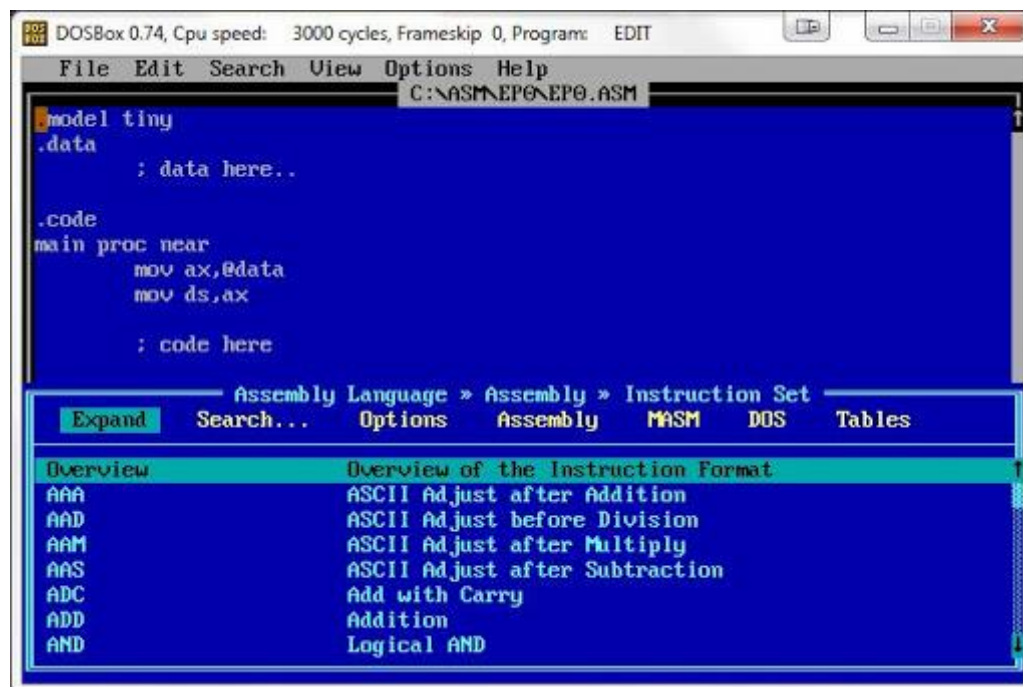 DOSBox 0.74, Cpu speed: 3000 cycles, Frameskip 0, Program: EDIT
File Edit Search View Options Help
C:\ASM\EP0\EP0.ASM
.model tiny
.data
; data here..
.code
main proc near
mov ax,@data
mov ds,ax
; code here
Assembly Language » Assembly » Instruction Set
Expand Search... Options Assembly MASM DOS Tables
Overview Overview of the Instruction Format
AAA ASCII Adjust after Addition
AAD ASCII Adjust before Division
AAM ASCII Adjust after Multiply
AAS ASCII Adjust after Subtraction
ADC Add with Carry
ADD Addition
AND Logical AND